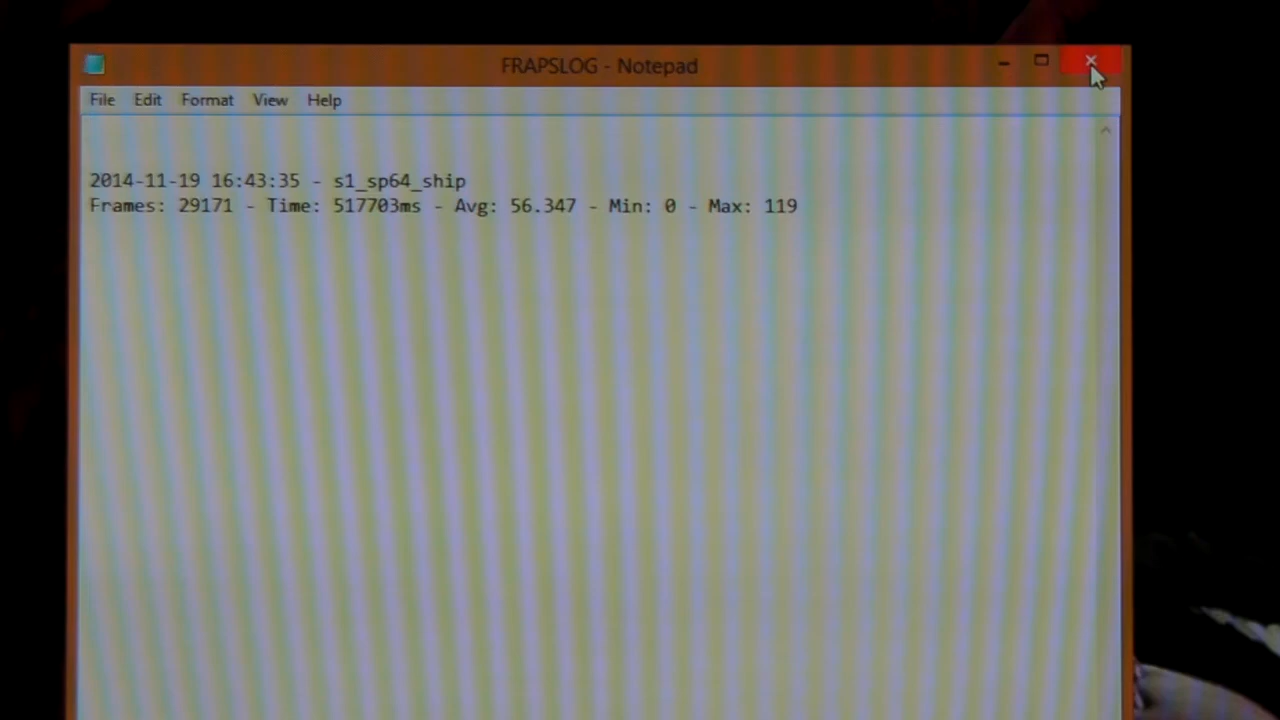 FRAPSLOG - Notepad
File Edit Format View Help
2014-11-19 16:43:35 - s1_sp64_ship
Frames: 29171 - Time: 517703ms - Avg: 56.347 - Min: 0 - Max: 119